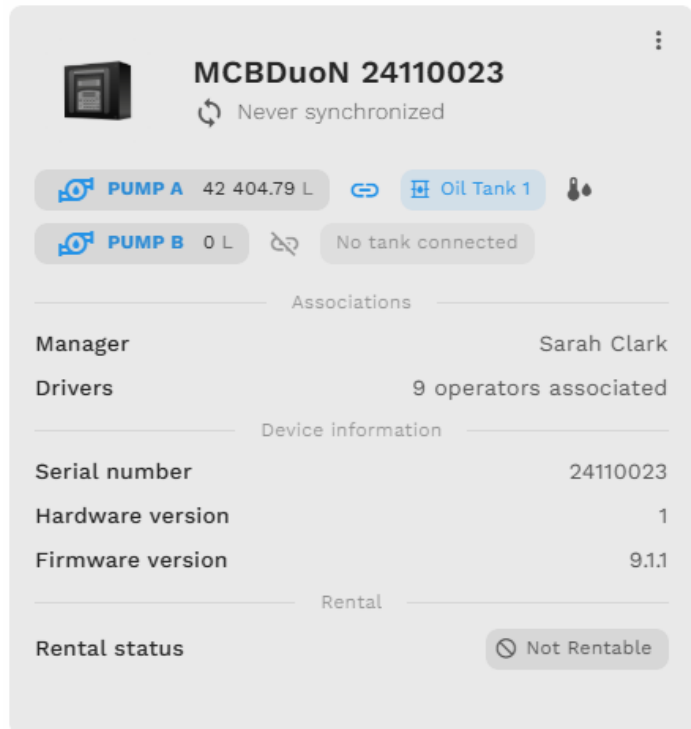 MCBDuoN 24110023
Never synchronized
PUMP A 42 404.79 L Oil Tank 1
PUMP B 0 L No tank connected
Associations
Manager Sarah Clark
Drivers 9 operators associated
Device information
Serial number 24110023
Hardware version 1
Firmware version 9.1.1
Rental
Rental status Not Rentable